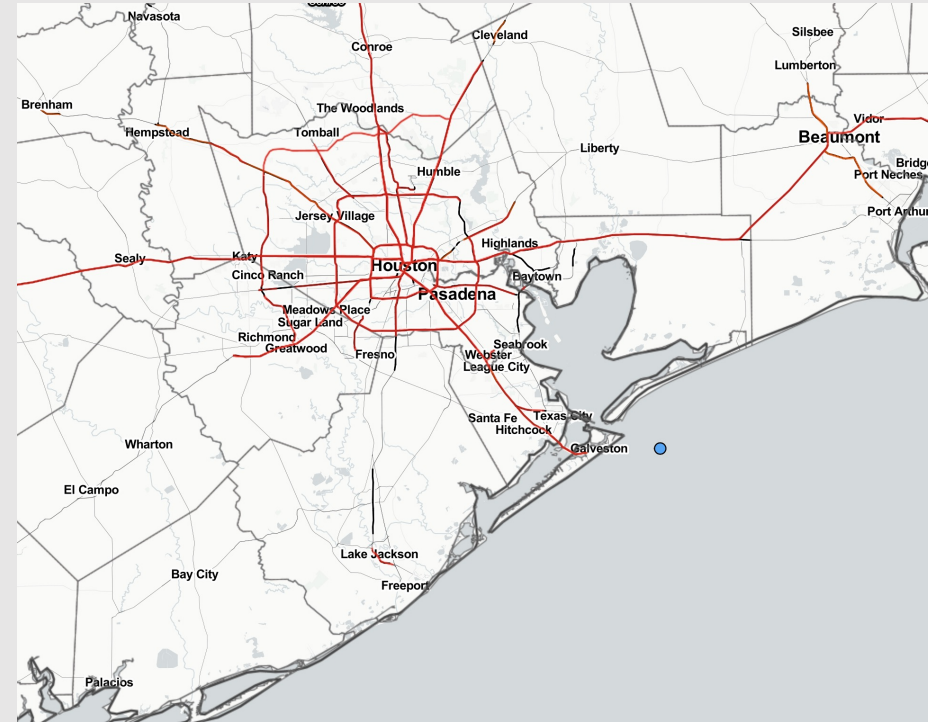 Navasota
Silsbee
Cleveland
Conroe
Lumberton
Brenham
The Woodlands
Vidor
Hempstead
Tomball
Beaumont
Liberty
Bridge
Port Neches
Humble
Port Arthur
Jersey Village
Highlands
Sealy
Katy
Houston
Cinco Ranch
Baytown
Pasadena
Meadows Place
Sugar Land
Richmond
Greatwood
Seabrook
Fresno
Webster
League City
Santa Fe
Texas City
Hitchcock
Wharton
Galveston
El Campo
Lake Jackson
Bay City
Freeport
Palacios